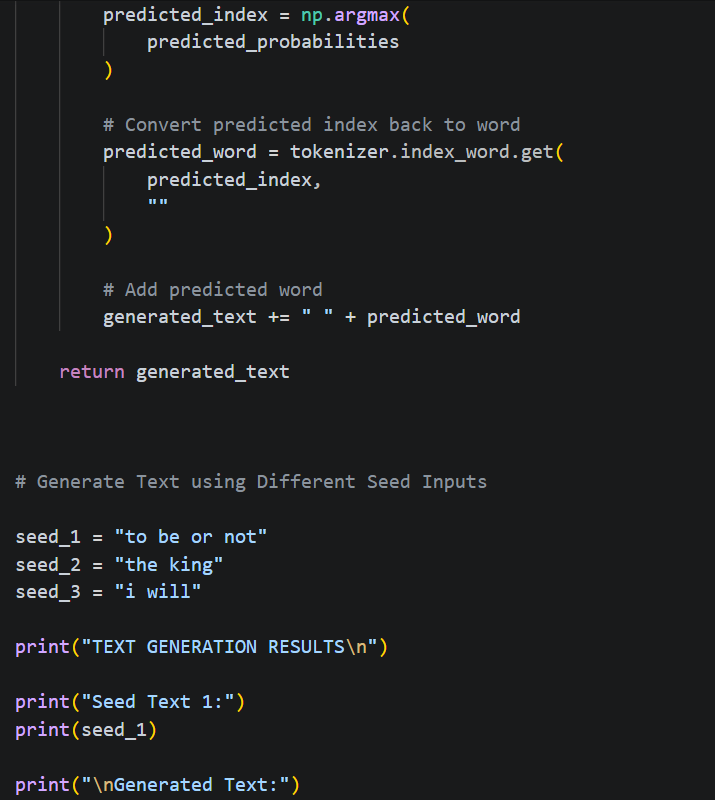 predicted_index = np.argmax(
predicted_probabilities
)
# Convert predicted index back to word
predicted_word = tokenizer.index_word.get(
predicted_index,
""
)
# Add predicted word
generated_text += " " + predicted_word
return generated_text
# Generate Text using Different Seed Inputs
seed_1 = "to be or not"
seed_2 = "the king"
seed_3 = "i will"
print("TEXT GENERATION RESULTS\n")
print("Seed Text 1:")
print(seed_1)
print("\nGenerated Text:")